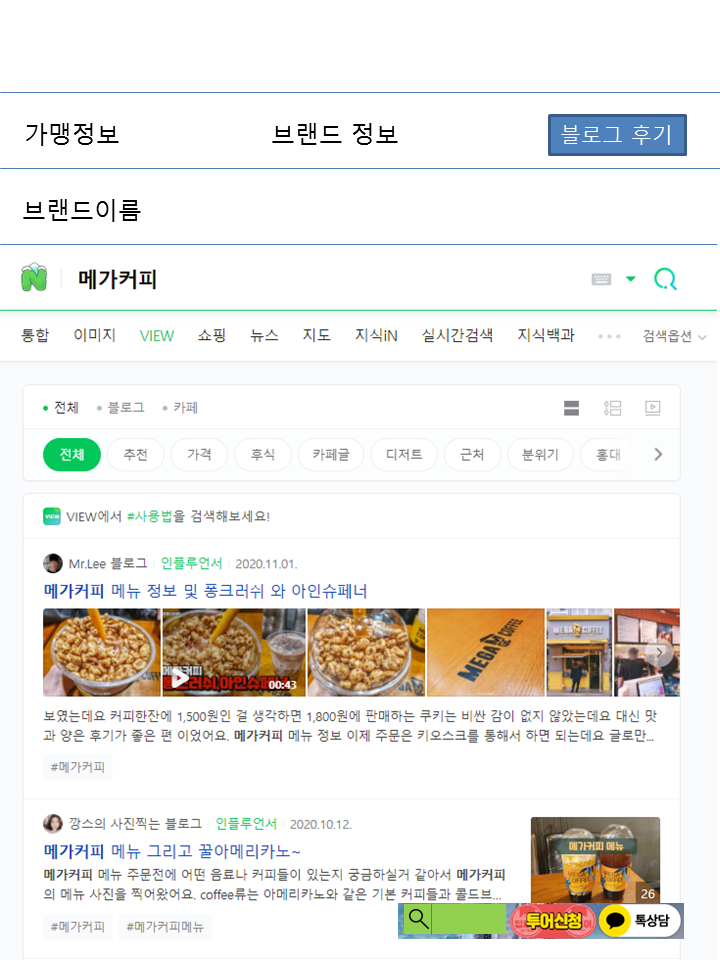 가맹정보 브랜드 정보 블로그 후기
브랜드이름
메가커피
통합 이미지 VIEW 쇼핑 뉴스 지도 지식iN 실시간검색 지식백과 검색옵션
전체 블로그 카페
전체 추천 가격 후식 카페글 디저트 근처 분위기 홍대
VIEW에서 #사용법을 검색해보세요!
Mr.Lee 블로그 인플루언서 2020.11.01.
메가커피 메뉴 정보 및 퐁크러쉬 와 아인슈페너
MEGA COFFEE
MEGA COFFEE
메가커피
00:43
보였는데요 커피한잔에 1,500원인 걸 생각하면 1,800원에 판매하는 쿠키는 비싼 감이 없지 않았는데요 대신 맛
과 양은 후기가 좋은 편 이었어요. 메가커피 메뉴 정보 이제 주문은 키오스크를 통해서 하면 되는데요 글로만...
#메가커피
깡스의 사진찍는 블로그 인플루언서 2020.10.12.
메가커피 메뉴 그리고 꿀아메리카노~
메가커피 메뉴 주문전에 어떤 음료나 커피들이 있는지 궁금하실거 같아서 메가커피
의 메뉴 사진을 찍어왔어요. coffee류는 아메리카노와 같은 기본 커피들과 콜드브...
메가커피 메뉴
26
#메가커피 #메가커피메뉴
투어신청 톡상담